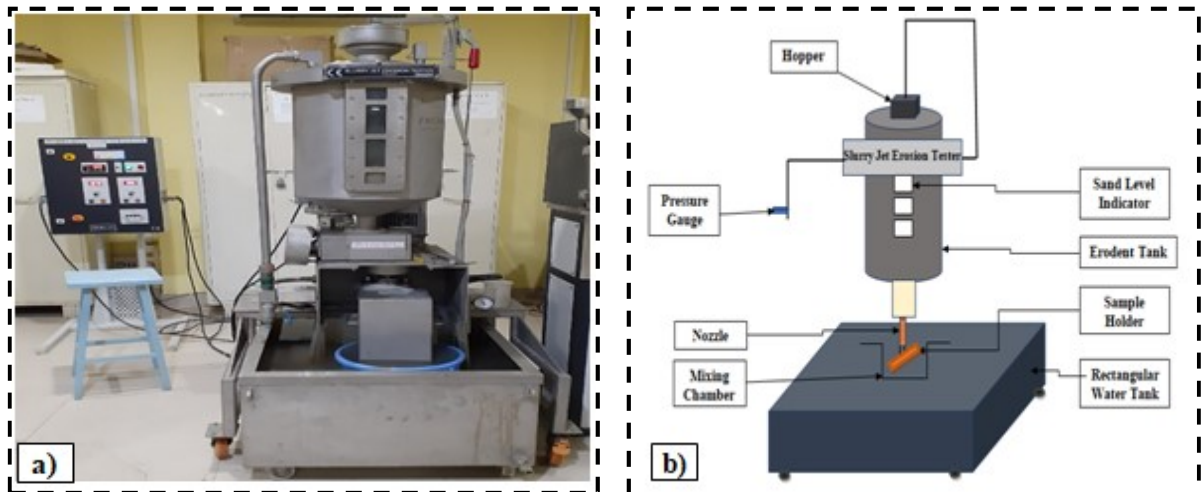 a)
Hopper
Slurry Jet Erosion Tester
Pressure
Gauge
Sand Level
Indicator
Erodent Tank
Nozzle
Sample
Holder
Mixing
Chamber
Rectangular
Water Tank
b)